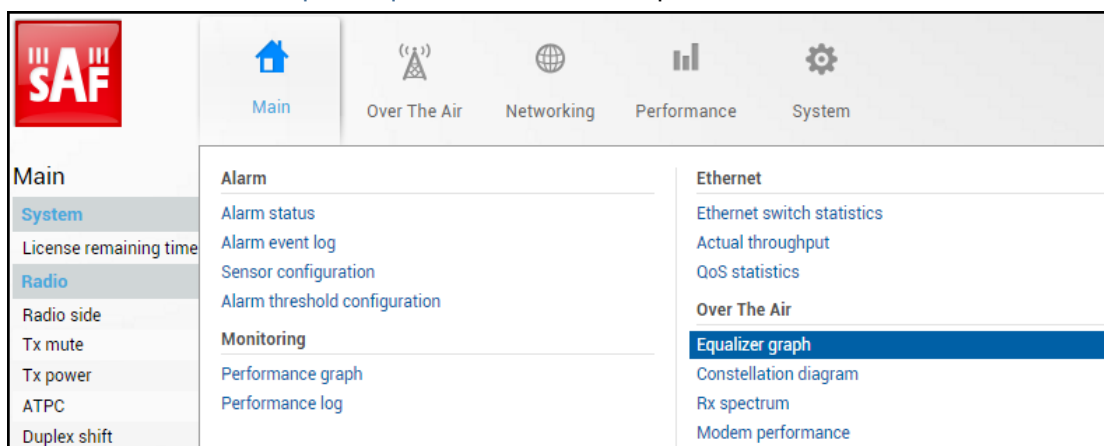 SAF
Main
Over The Air
Networking
Performance
System
Main
System
License remaining time
Radio
Radio side
Tx mute
Tx power
ATPC
Duplex shift
Alarm
Alarm status
Alarm event log
Sensor configuration
Alarm threshold configuration
Monitoring
Performance graph
Performance log
Ethernet
Ethernet switch statistics
Actual throughput
QoS statistics
Over The Air
Equalizer graph
Constellation diagram
Rx spectrum
Modem performance